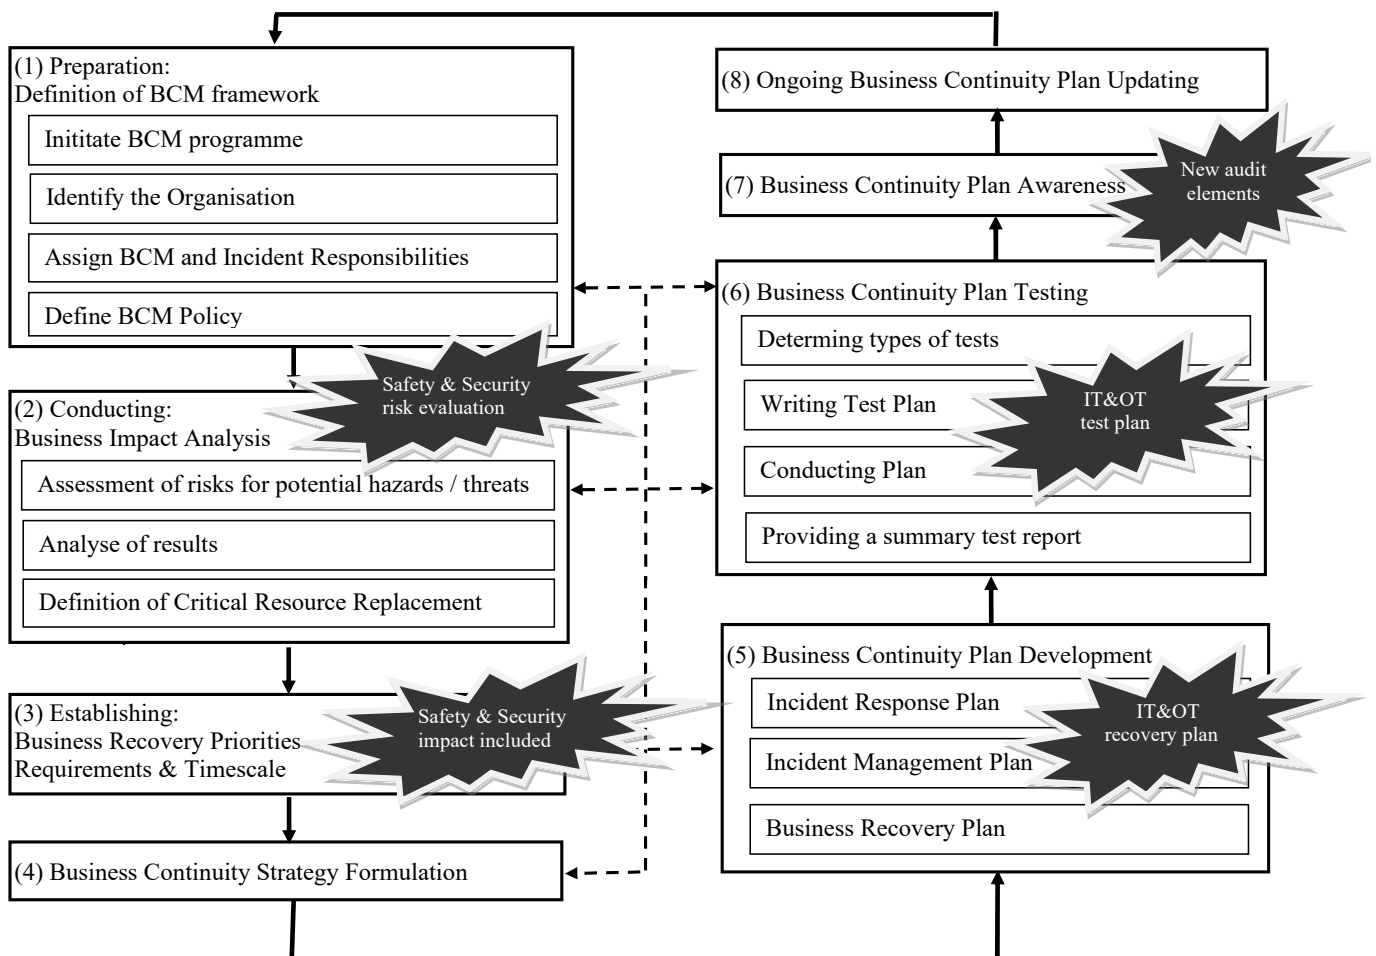 (1) Preparation:
Definition of BCM framework
Inititate BCM programme
Identify the Organisation
Assign BCM and Incident Responsibilities
Define BCM Policy
Safety & Security
risk evaluation
(2) Conducting:
Business Impact Analysis
Assessment of risks for potential hazards / threats
Analyse of results
Definition of Critical Resource Replacement
(3) Establishing:
Business Recovery Priorities
Requirements & Timescale
Safety & Security
impact included
(4) Business Continuity Strategy Formulation
(8) Ongoing Business Continuity Plan Updating
(7) Business Continuity Plan Awareness
New audit
elements
(6) Business Continuity Plan Testing
Determing types of tests
Writing Test Plan
Conducting Plan
Providing a summary test report
IT&OT
test plan
(5) Business Continuity Plan Development
Incident Response Plan
Incident Management Plan
Business Recovery Plan
IT&OT
recovery plan